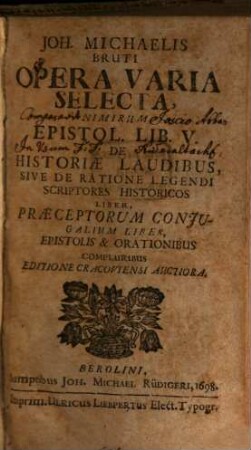 JOH. MICHAELIS
BRUTI
OPERA VARIA
SELECTA,
NIMIRUM
EPISTOL. LIB. V.
DE
HISTORIÆ LAUDIBUS,
SIVE DE RATIONE LEGENDI
SCRIPTORES HISTORICOS
LIBER,
PRÆCEPTORUM CONJU-
GALIUM LIBER,
EPISTOLIS & ORATIONIBUS
COMPLURIBUS
EDITIONE CRACOVIENSI AUCTIORA.
BEROLINI,
Sumptibus JOH. MICHAEL. RÜDIGERI, 1698.
Imprim. ULRICUS LIEBPERTUS Elect. Typogr.